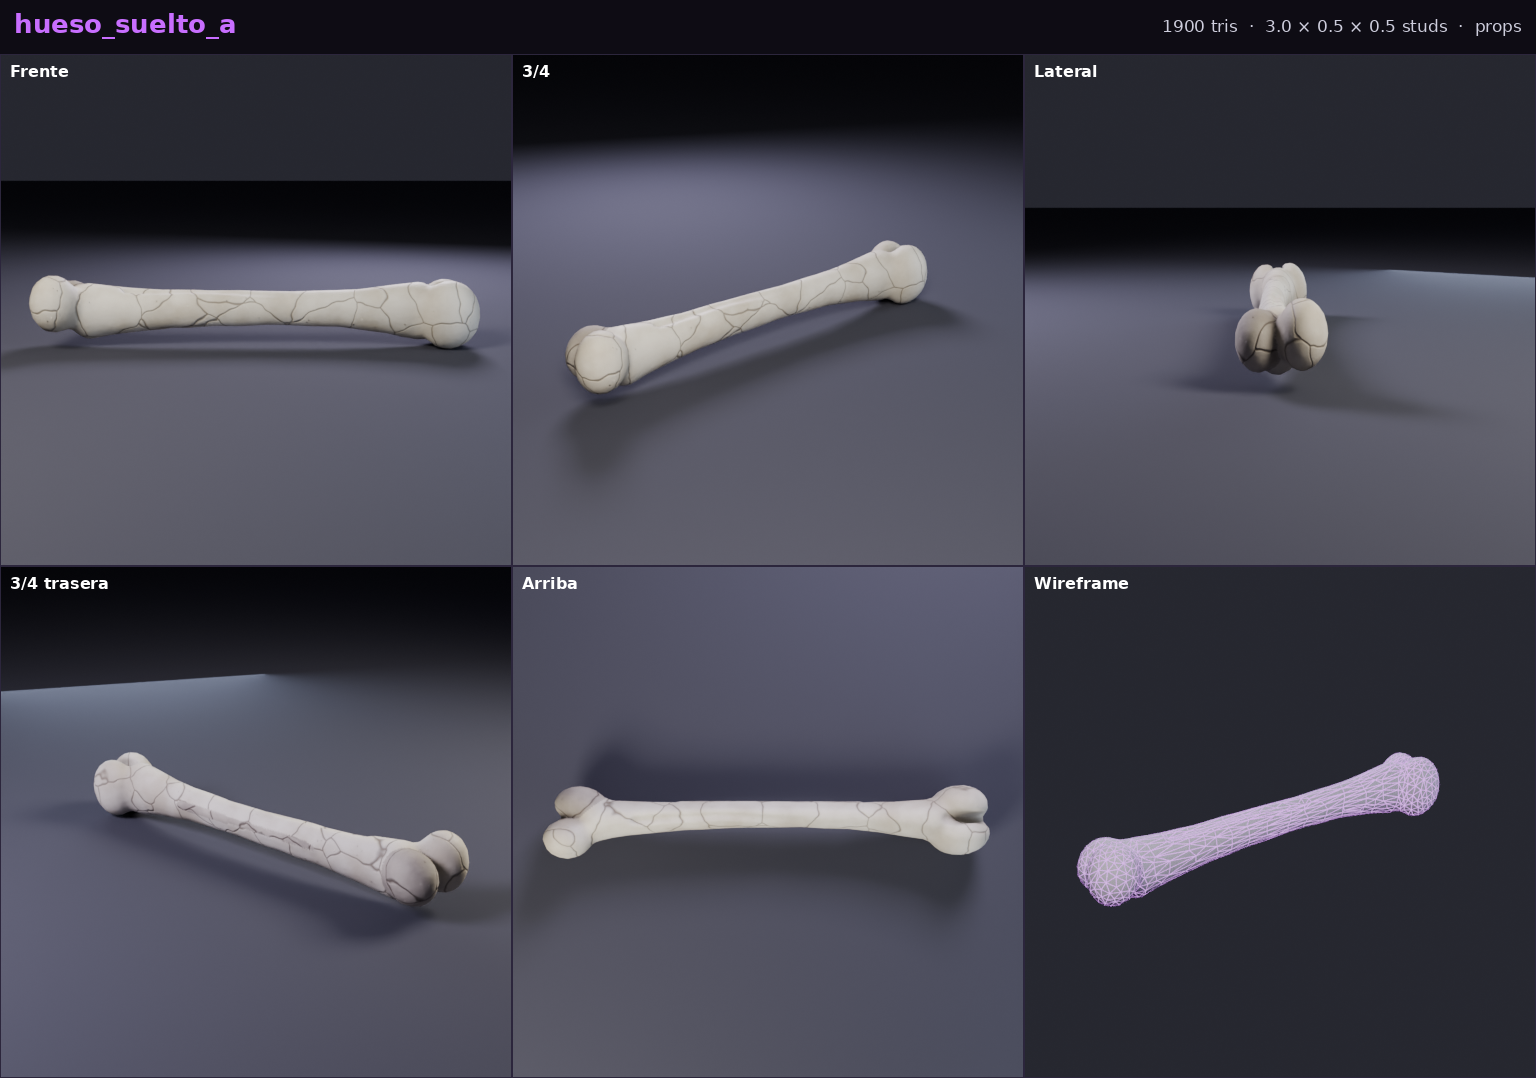 hueso_suelto_a
1900 tris · 3.0 × 0.5 × 0.5 studs · props
Frente
3/4
Lateral
3/4 trasera
Arriba
Wireframe